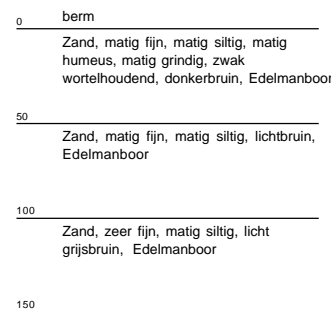 0 berm
Zand, matig fijn, matig siltig, matig
humeus, matig grindig, zwak
wortelhoudend, donkerbruin, Edelmanboor
50
Zand, matig fijn, matig siltig, lichtbruin,
Edelmanboor
100
Zand, zeer fijn, matig siltig, licht
grijsbruin, Edelmanboor
150